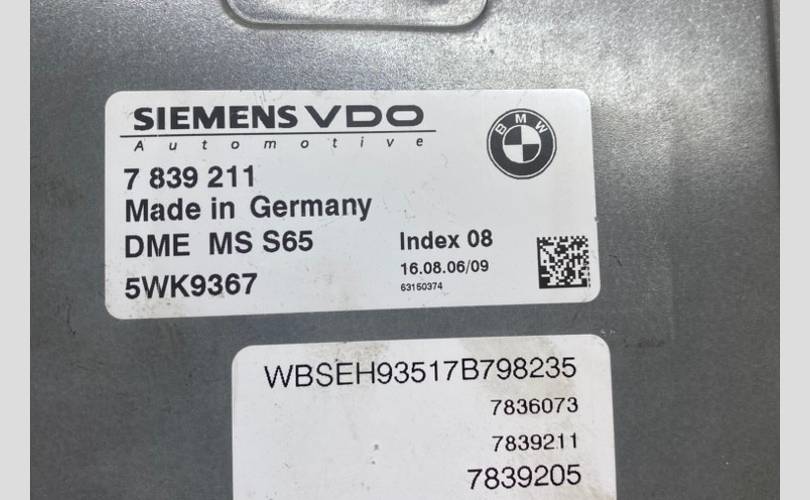 SIEMENS VDO
Automotive
BMW
7 839 211
Made in Germany
DME MS S65
Index 08
5WK9367
16.08.06/09
63160374
WBSEH93517B798235
7836073
7839211
7839205